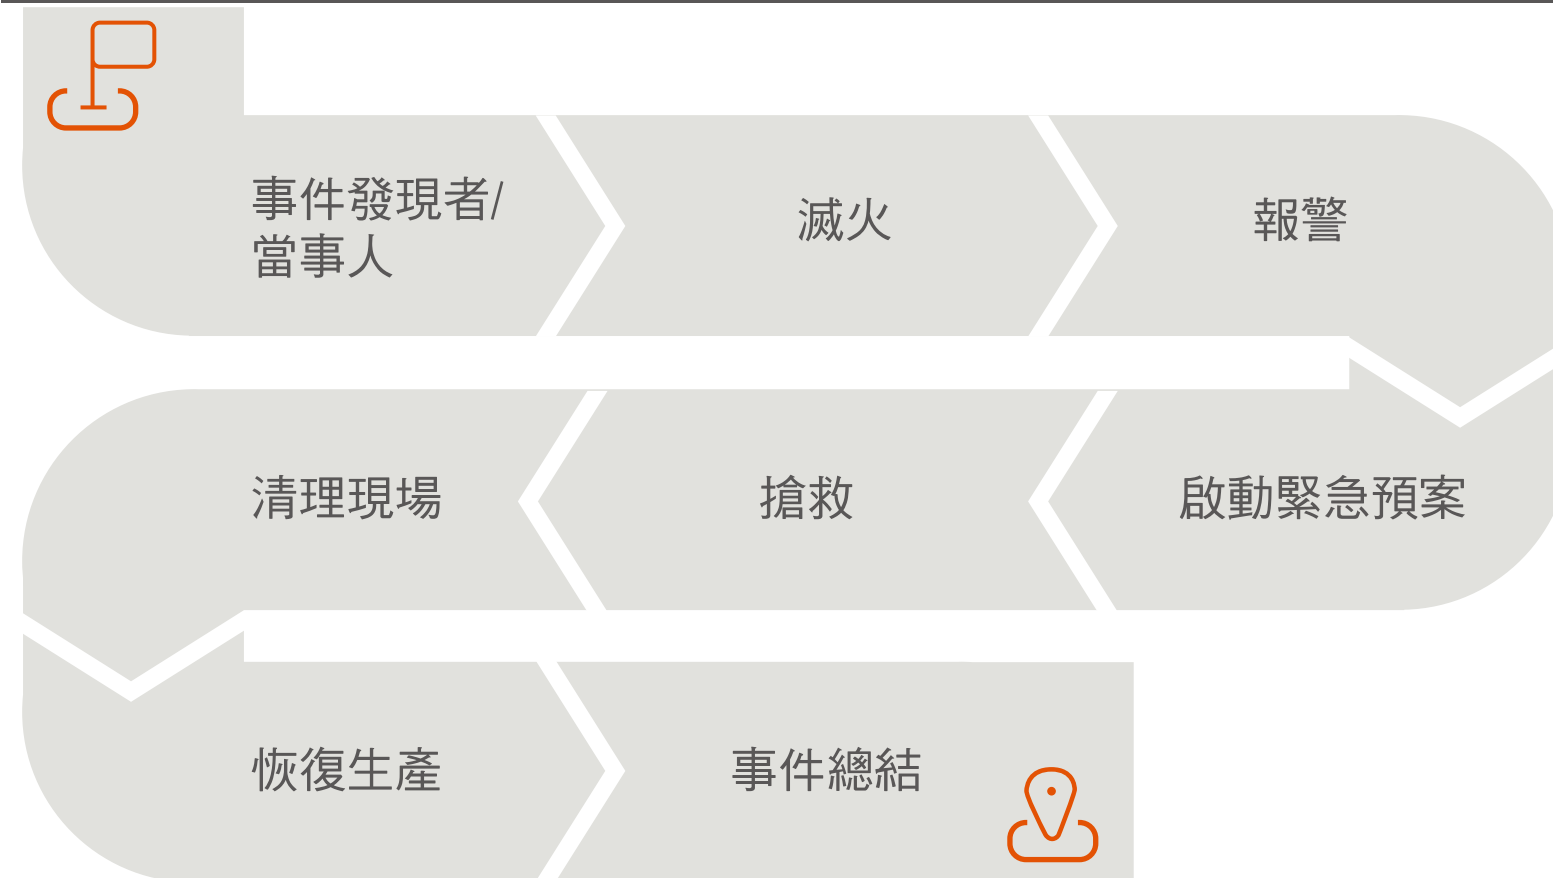 事件發現者/
當事人
滅火
報警
啟動緊急預案
搶救
清理現場
恢復生產
事件總結